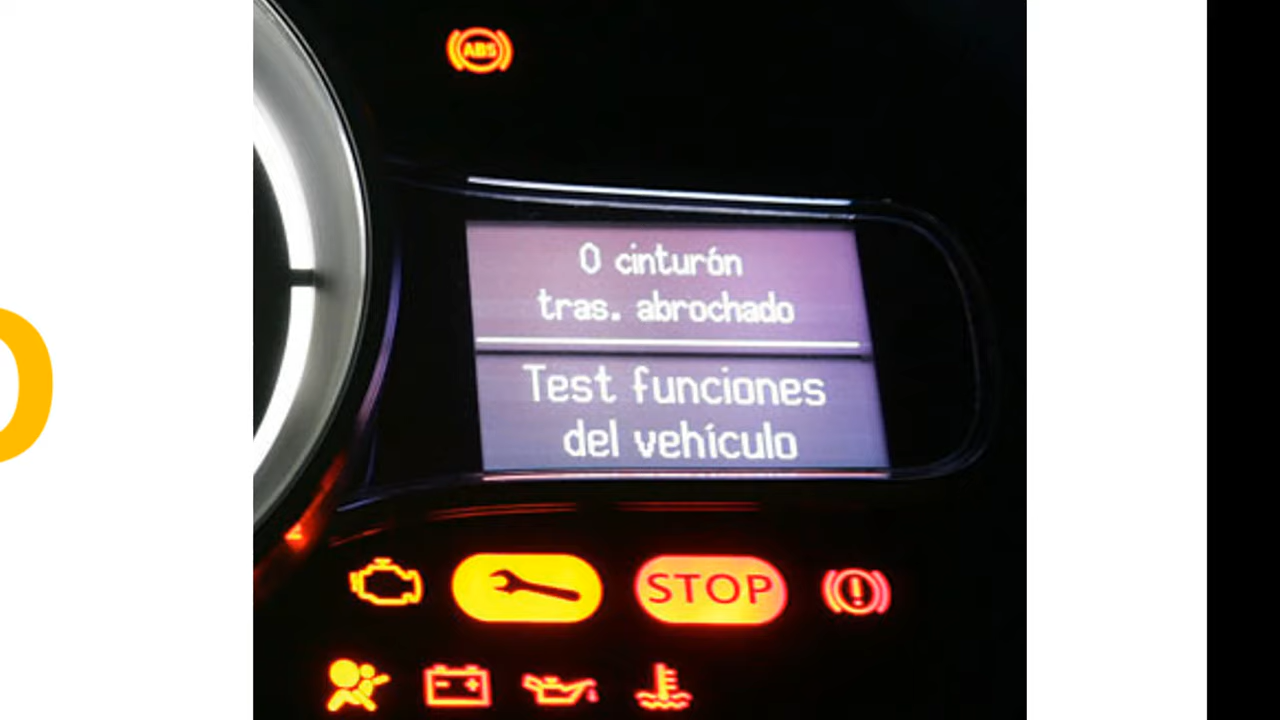 ABS
0 cinturón
tras. abrochado
Test funciones
del vehículo
STOP